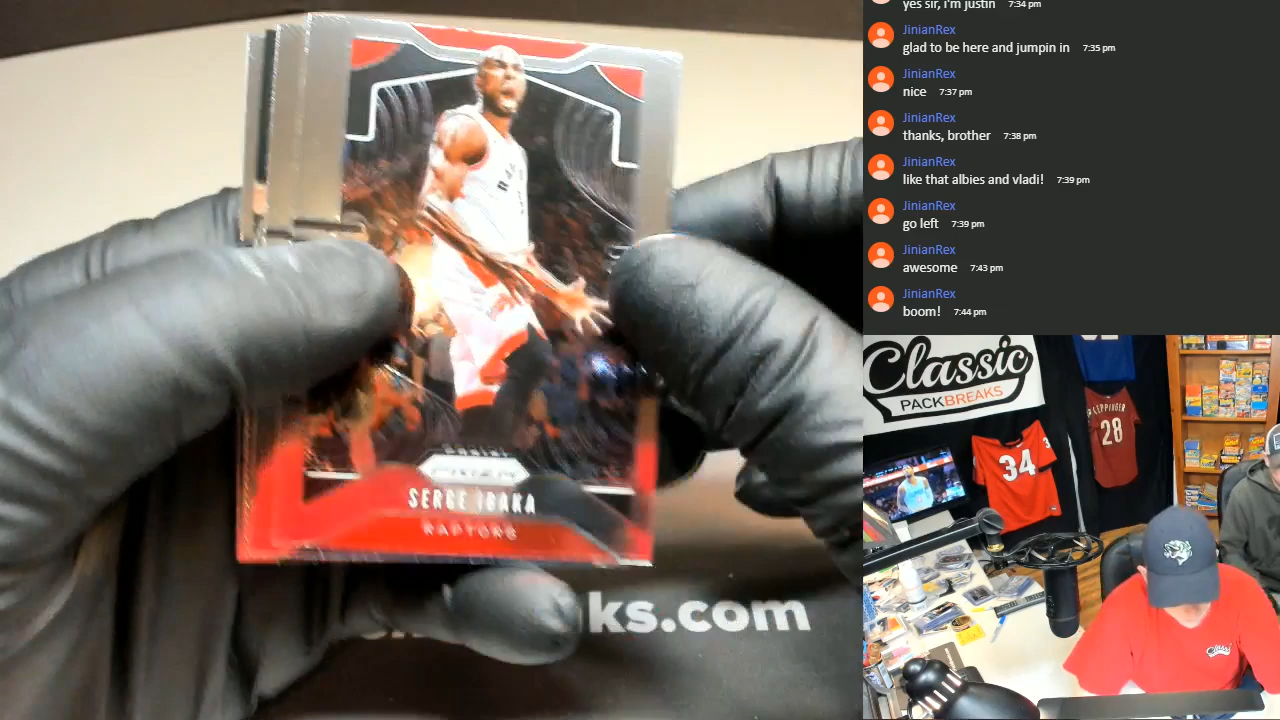 SERGE IBAKA
RAPTORS
ks.com
yes sir, i'm justin 7:34 pm
JinianRex
glad to be here and jumpin in 7:35 pm
JinianRex
nice 7:37 pm
JinianRex
thanks, brother 7:38 pm
JinianRex
like that albies and vladi! 7:39 pm
JinianRex
go left 7:39 pm
JinianRex
awesome 7:43 pm
JinianRex
boom! 7:44 pm
Classic
PACKBREAKS
34
KEPPINGER
28